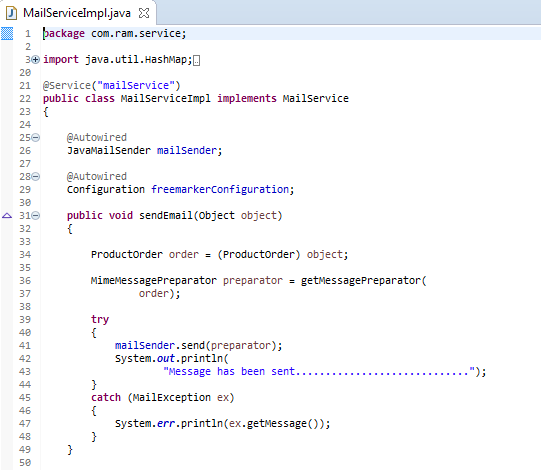 MailServiceImpl.java
1 package com.ram.service;
2
3 import java.util.HashMap;
20
21 @Service("mailService")
22 public class MailServiceImpl implements MailService
23 {
24
25 @Autowired
26 JavaMailSender mailSender;
27
28 @Autowired
29 Configuration freemarkerConfiguration;
30
31 public void sendEmail(Object object)
32 {
33
34 ProductOrder order = (ProductOrder) object;
35
36 MimeMessagePreparator preparator = getMessagePreparator(
37 order);
38
39 try
40 {
41 mailSender.send(preparator);
42 System.out.println(
43 "Message has been sent.............................");
44 }
45 catch (MailException ex)
46 {
47 System.err.println(ex.getMessage());
48 }
49 }
50